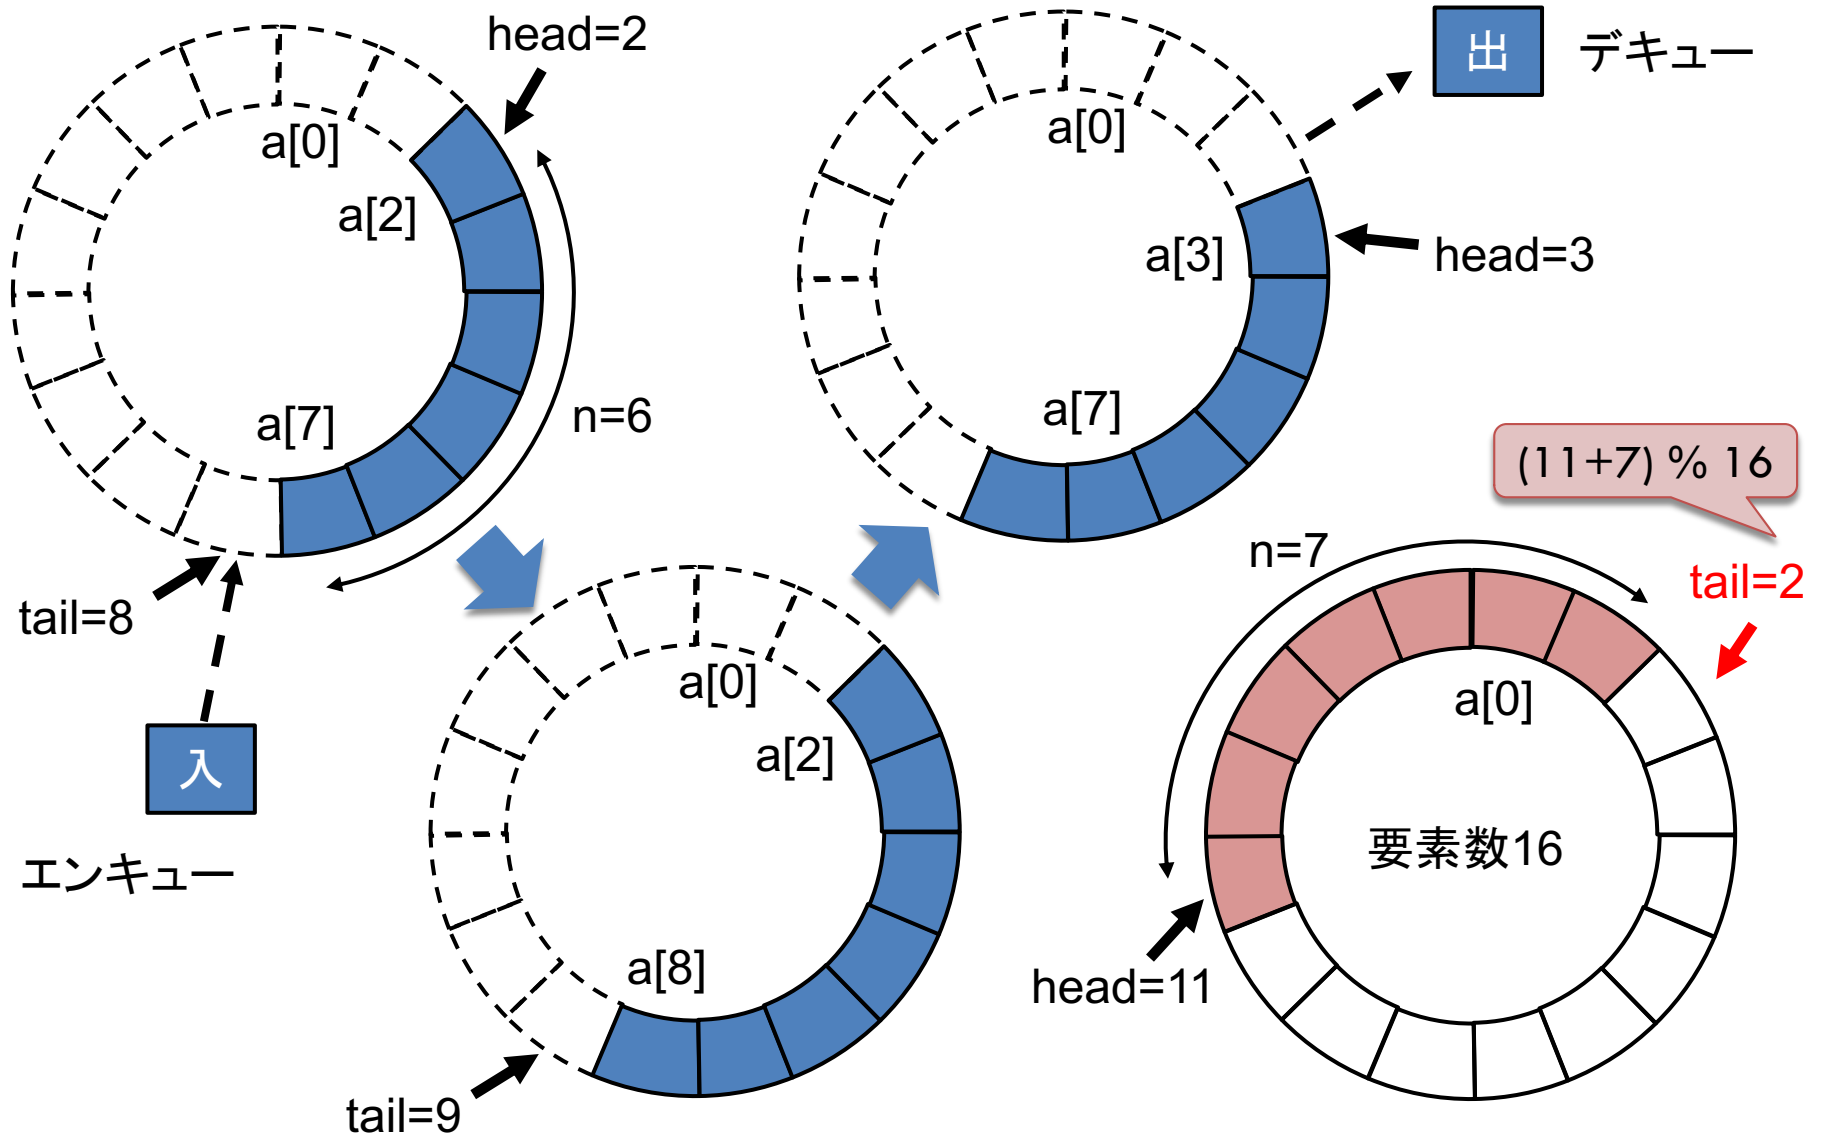 head=2
a[0]
a[2]
a[7]
n=6
tail=8
入
エンキュー
a[0]
a[2]
a[8]
tail=9
出
デキュー
a[0]
a[3]
head=3
a[7]
(11+7) % 16
n=7
tail=2
a[0]
要素数16
head=11